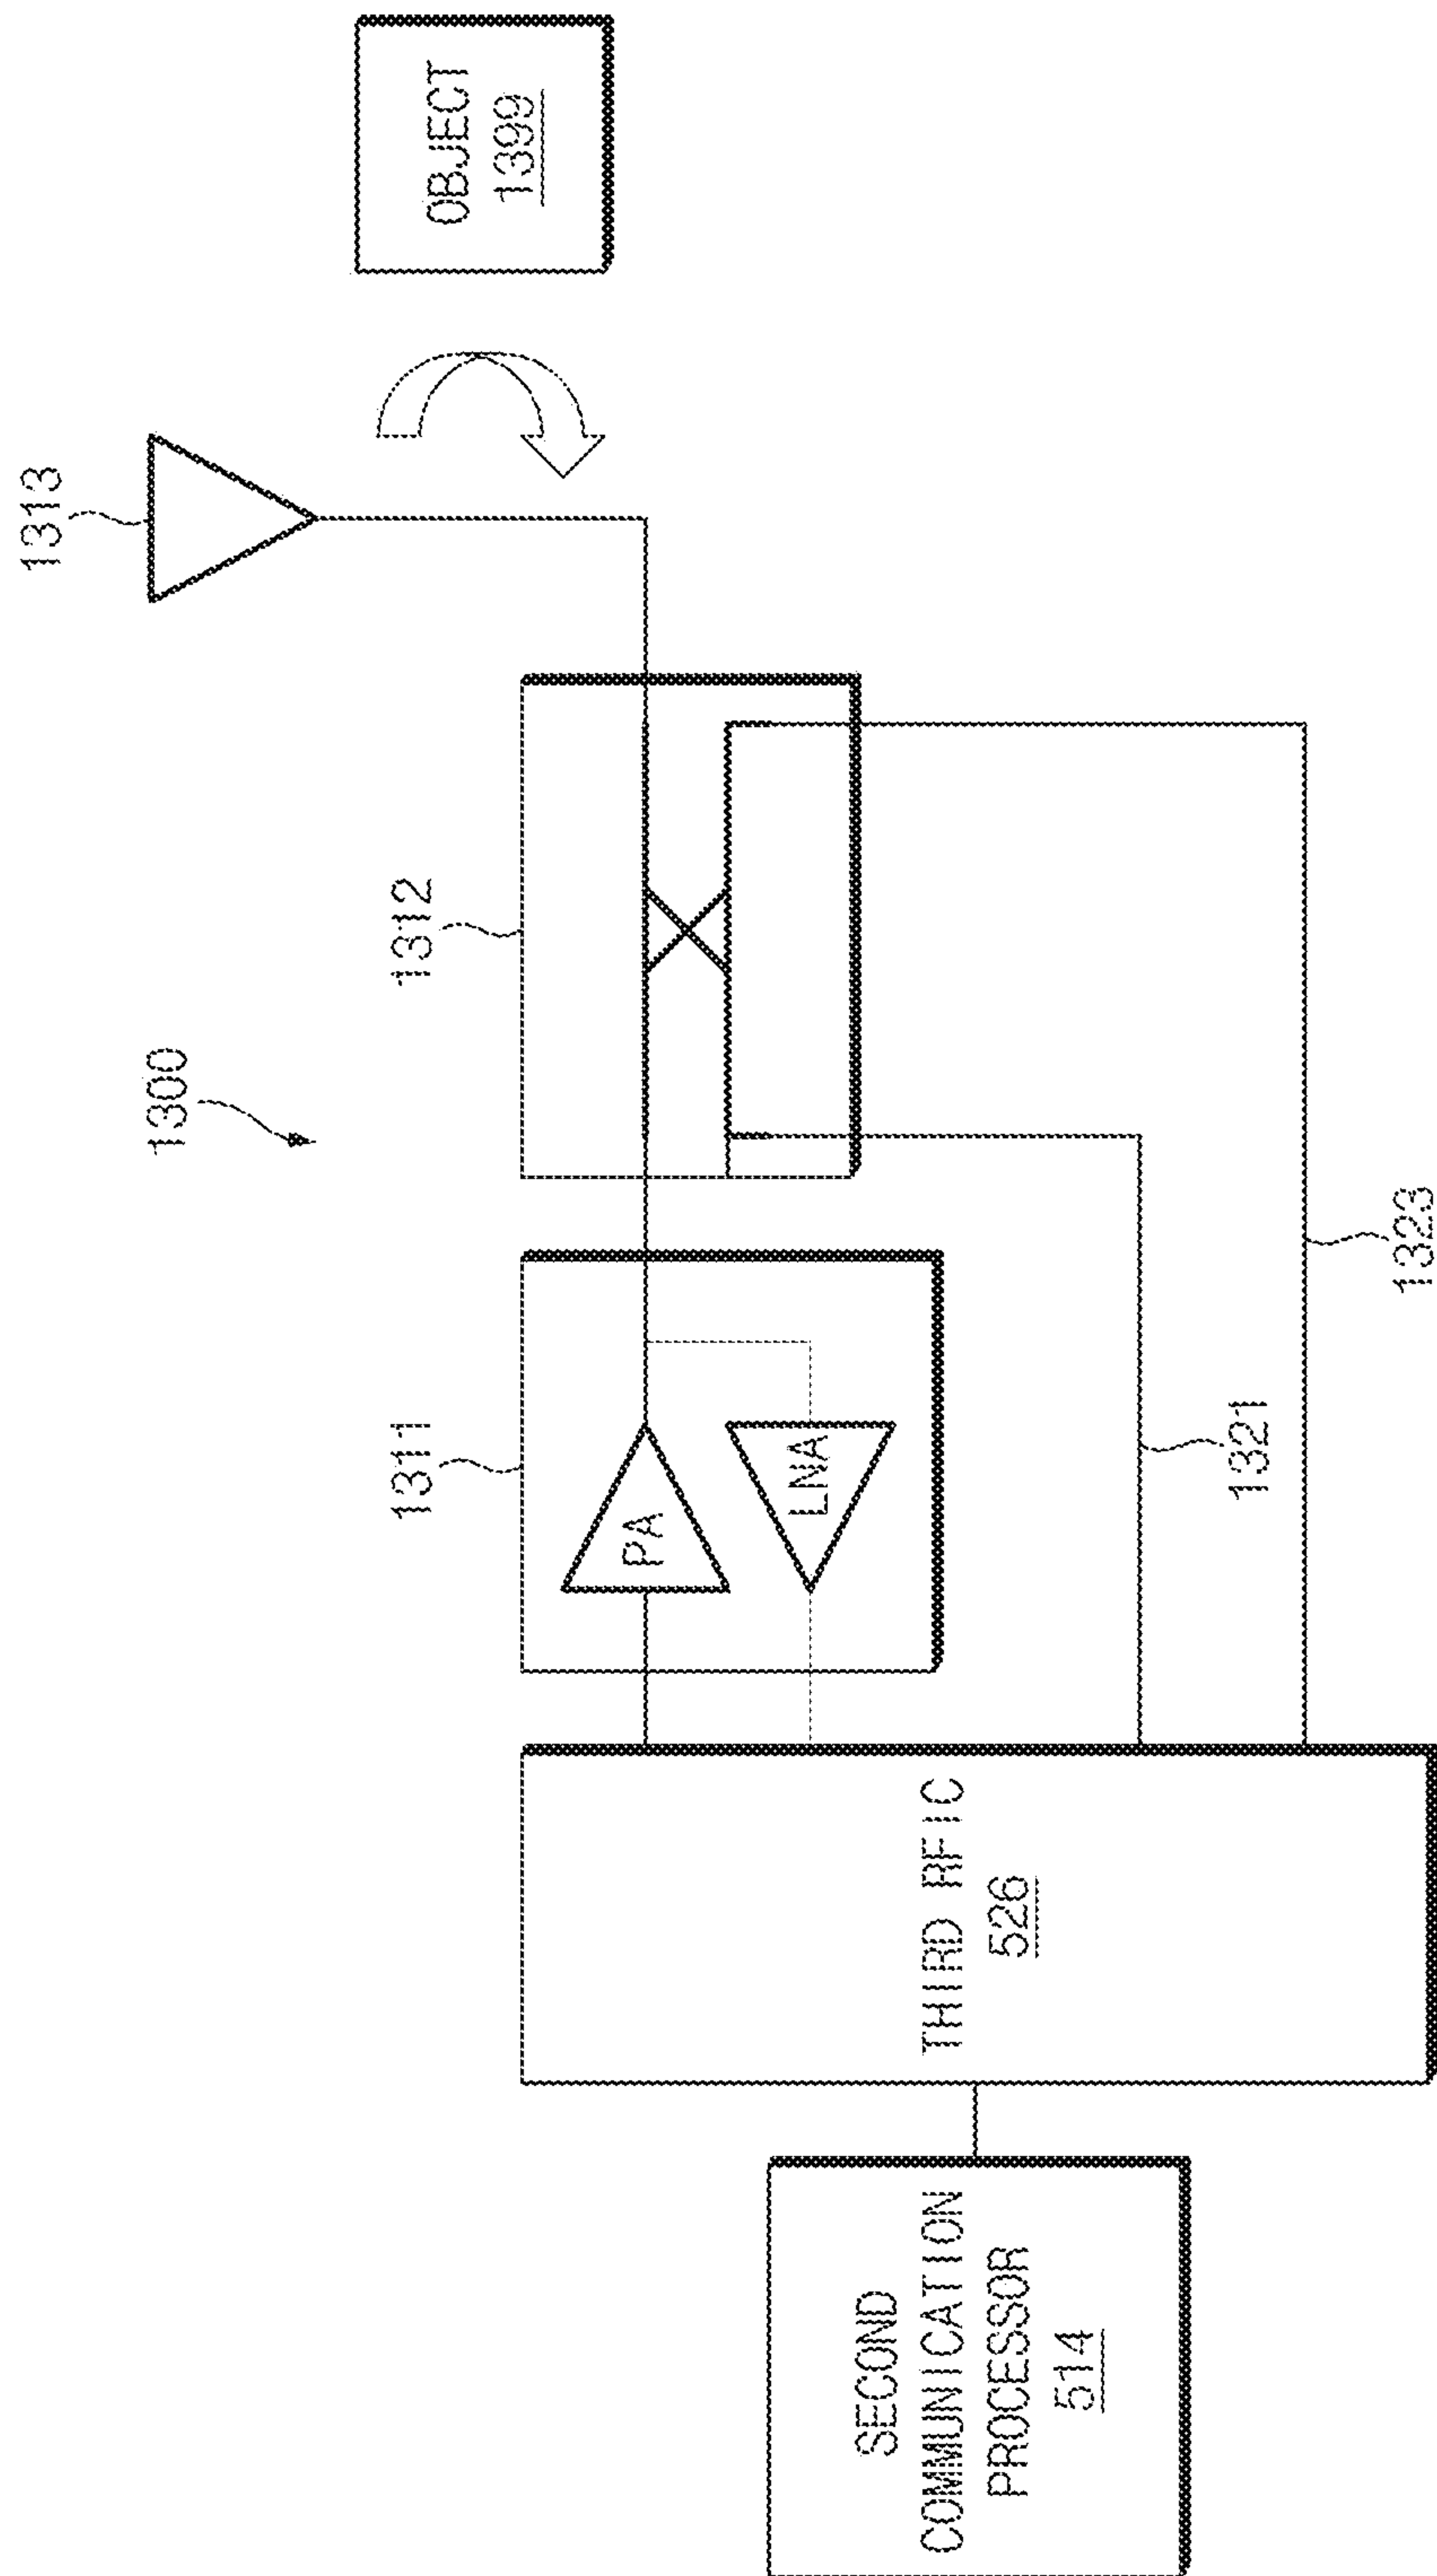 SECOND
COMMUNICATION
PROCESSOR
514
THIRD RFIC
526
1311
PA
LNA
1300
1312
1313
OBJECT
1399
1321
1323